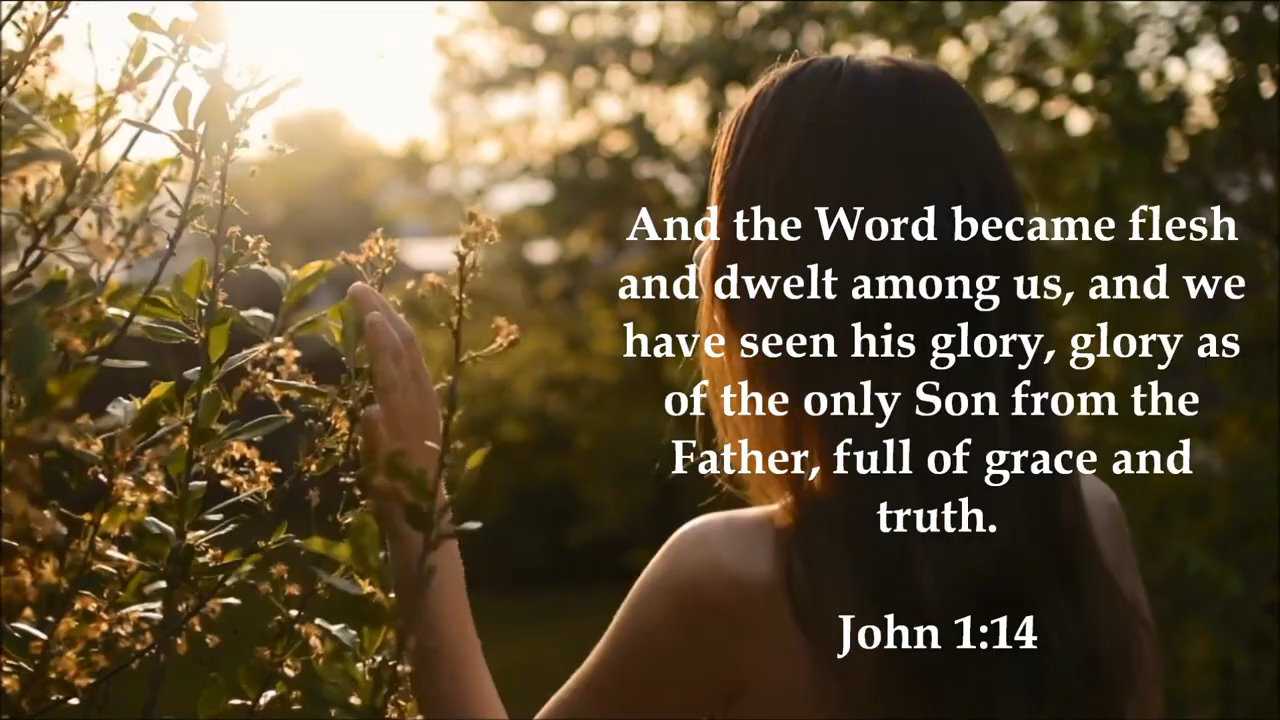 And the Word became flesh
and dwelt among us, and we
have seen his glory, glory as
of the only Son from the
Father, full of grace and
truth.
John 1:14